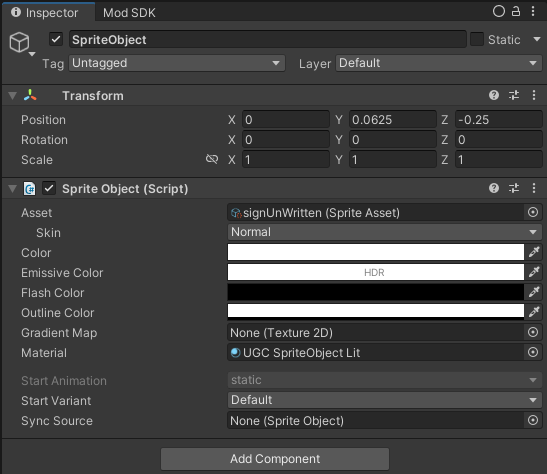 Inspector Mod SDK
SpriteObject Static
Tag Untagged Layer Default
Transform
Position X 0 Y 0.0625 Z -0.25
Rotation X 0 Y 0 Z 0
Scale X 1 Y 1 Z 1
Sprite Object (Script)
Asset signUnWritten (Sprite Asset)
Skin Normal
Color
Emissive Color HDR
Flash Color
Outline Color
Gradient Map None (Texture 2D)
Material UGC SpriteObject Lit
Start Animation static
Start Variant Default
Sync Source None (Sprite Object)
Add Component